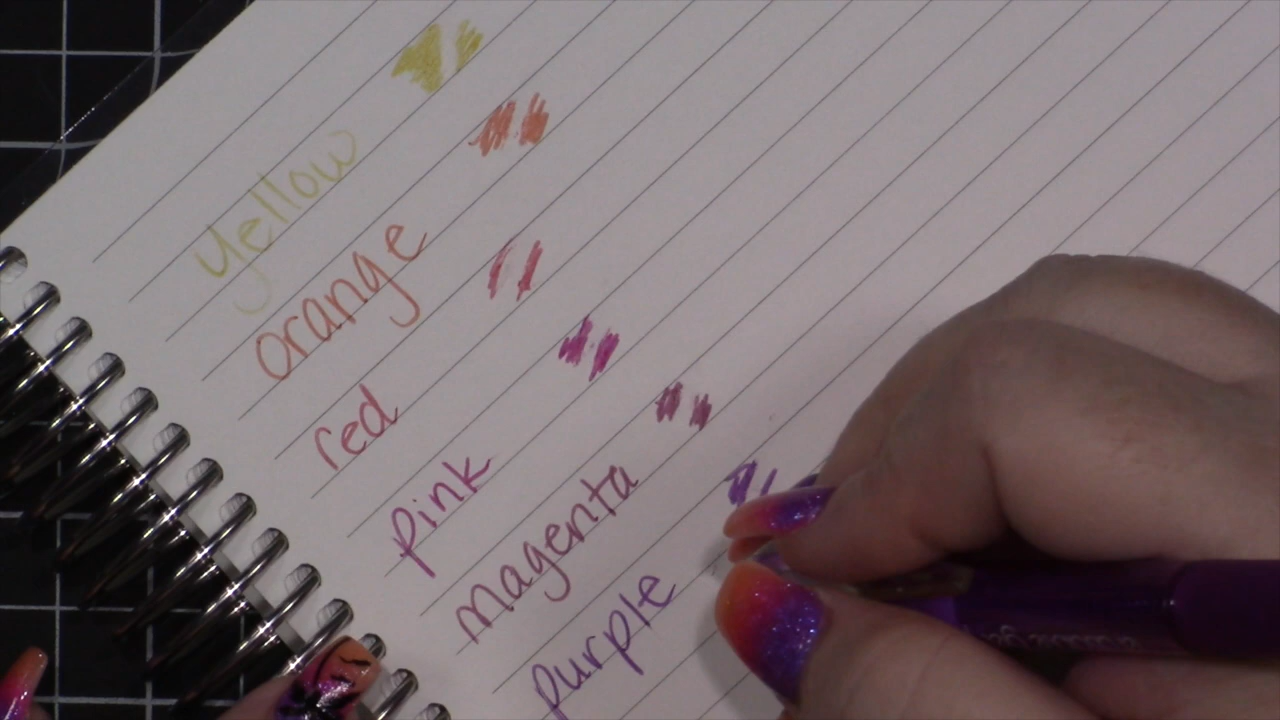 yellow
orange
red
pink
magenta
purple